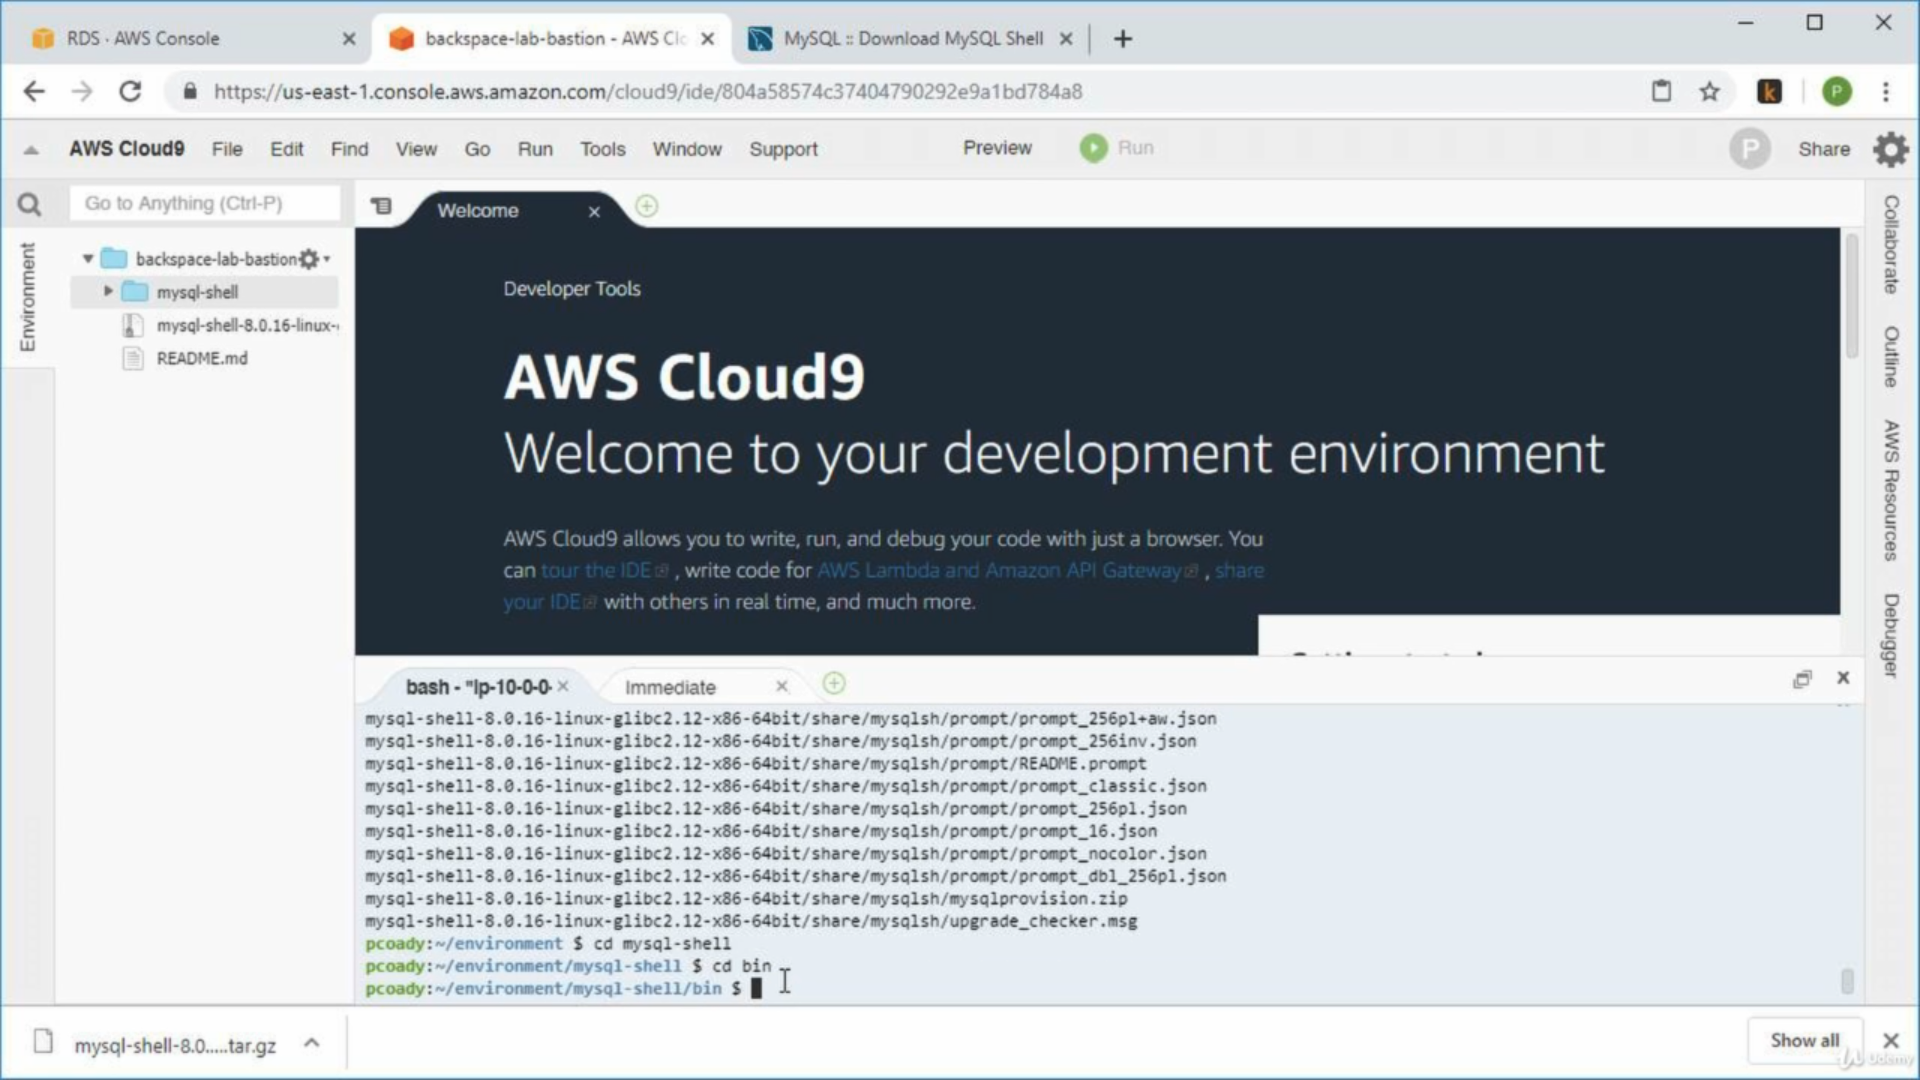 RDS · AWS Console
backspace-lab-bastion - AWS Clo
MySQL :: Download MySQL Shell
https://us-east-1.console.aws.amazon.com/cloud9/ide/804a58574c37404790292e9a1bd784a8
k
P
AWS Cloud9
File
Edit
Find
View
Go
Run
Tools
Window
Support
Preview
Run
P
Share
Go to Anything (Ctrl-P)
Welcome
Environment
backspace-lab-bastion
mysql-shell
mysql-shell-8.0.16-linux-
README.md
Collaborate
Outline
AWS Resources
Debugger
Developer Tools
AWS Cloud9
Welcome to your development environment
AWS Cloud9 allows you to write, run, and debug your code with just a browser. You
can tour the IDE , write code for AWS Lambda and Amazon API Gateway , share
your IDE with others in real time, and much more.
bash - "ip-10-0-0-
Immediate
mysql-shell-8.0.16-linux-glibc2.12-x86-64bit/share/mysqlsh/prompt/prompt_256pl+aw.json
mysql-shell-8.0.16-linux-glibc2.12-x86-64bit/share/mysqlsh/prompt/prompt_256inv.json
mysql-shell-8.0.16-linux-glibc2.12-x86-64bit/share/mysqlsh/prompt/README.prompt
mysql-shell-8.0.16-linux-glibc2.12-x86-64bit/share/mysqlsh/prompt/prompt_classic.json
mysql-shell-8.0.16-linux-glibc2.12-x86-64bit/share/mysqlsh/prompt/prompt_256pl.json
mysql-shell-8.0.16-linux-glibc2.12-x86-64bit/share/mysqlsh/prompt/prompt_16.json
mysql-shell-8.0.16-linux-glibc2.12-x86-64bit/share/mysqlsh/prompt/prompt_nocolor.json
mysql-shell-8.0.16-linux-glibc2.12-x86-64bit/share/mysqlsh/prompt/prompt_dbl_256pl.json
mysql-shell-8.0.16-linux-glibc2.12-x86-64bit/share/mysqlsh/mysqlprovision.zip
mysql-shell-8.0.16-linux-glibc2.12-x86-64bit/share/mysqlsh/upgrade_checker.msg
pcoady:~/environment $ cd mysql-shell
pcoady:~/environment/mysql-shell $ cd bin
pcoady:~/environment/mysql-shell/bin $
mysql-shell-8.0.....tar.gz
Show all
Udemy